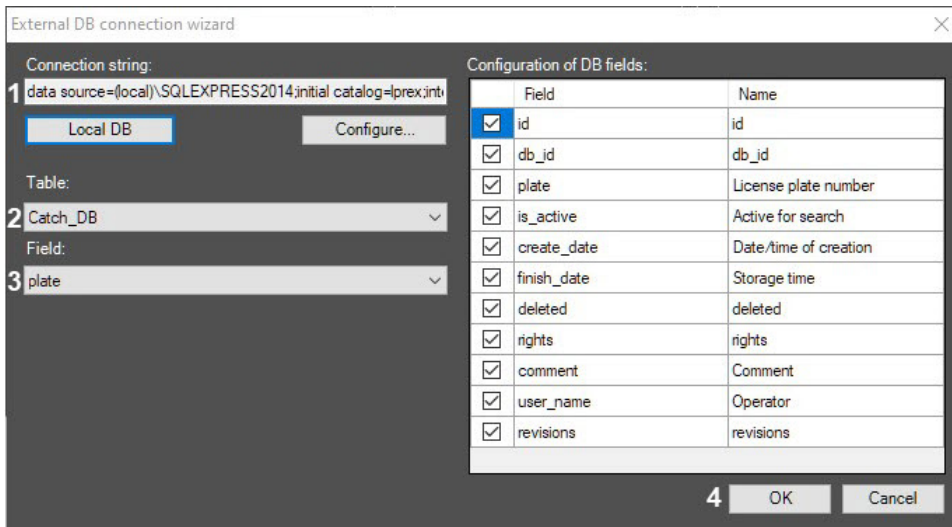 External DB connection wizard
Connection string:
1 data source=(local)\SQLEXPRESS2014;initial catalog=lprex;int
Local DB Configure...
Table:
2 Catch_DB
Field:
3 plate
Configuration of DB fields:
Field Name
id id
db_id db_id
plate License plate number
is_active Active for search
create_date Date/time of creation
finish_date Storage time
deleted deleted
rights rights
comment Comment
user_name Operator
revisions revisions
4 OK Cancel